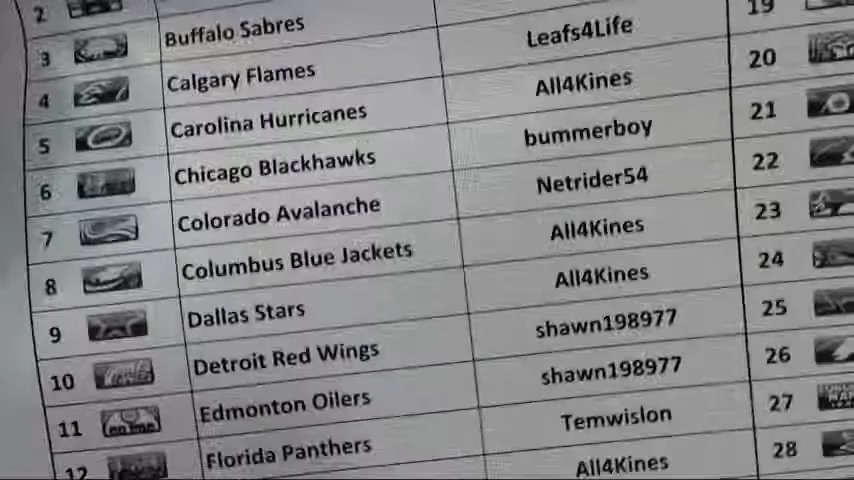 2
3 Buffalo Sabres
4 Calgary Flames Leafs4Life 19
5 Carolina Hurricanes All4Kines 20
6 Chicago Blackhawks bummerboy 21
7 Colorado Avalanche Netrider54 22
8 Columbus Blue Jackets All4Kines 23
9 Dallas Stars All4Kines 24
10 Detroit Red Wings shawn198977 25
11 Edmonton Oilers shawn198977 26
12 Florida Panthers Temwislon 27
All4Kines 28